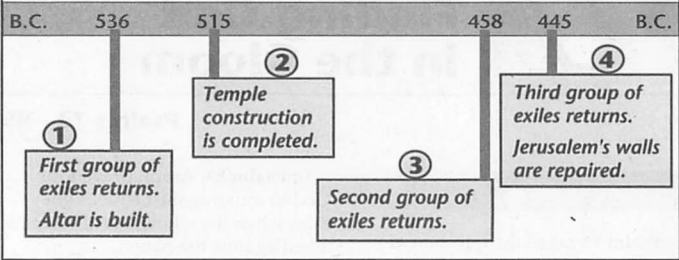 B.C. 536 515 458 445 B.C.
1
First group of
exiles returns.
Altar is built.
2
Temple
construction
is completed.
3
Second group of
exiles returns.
4
Third group of
exiles returns.
Jerusalem's walls
are repaired.